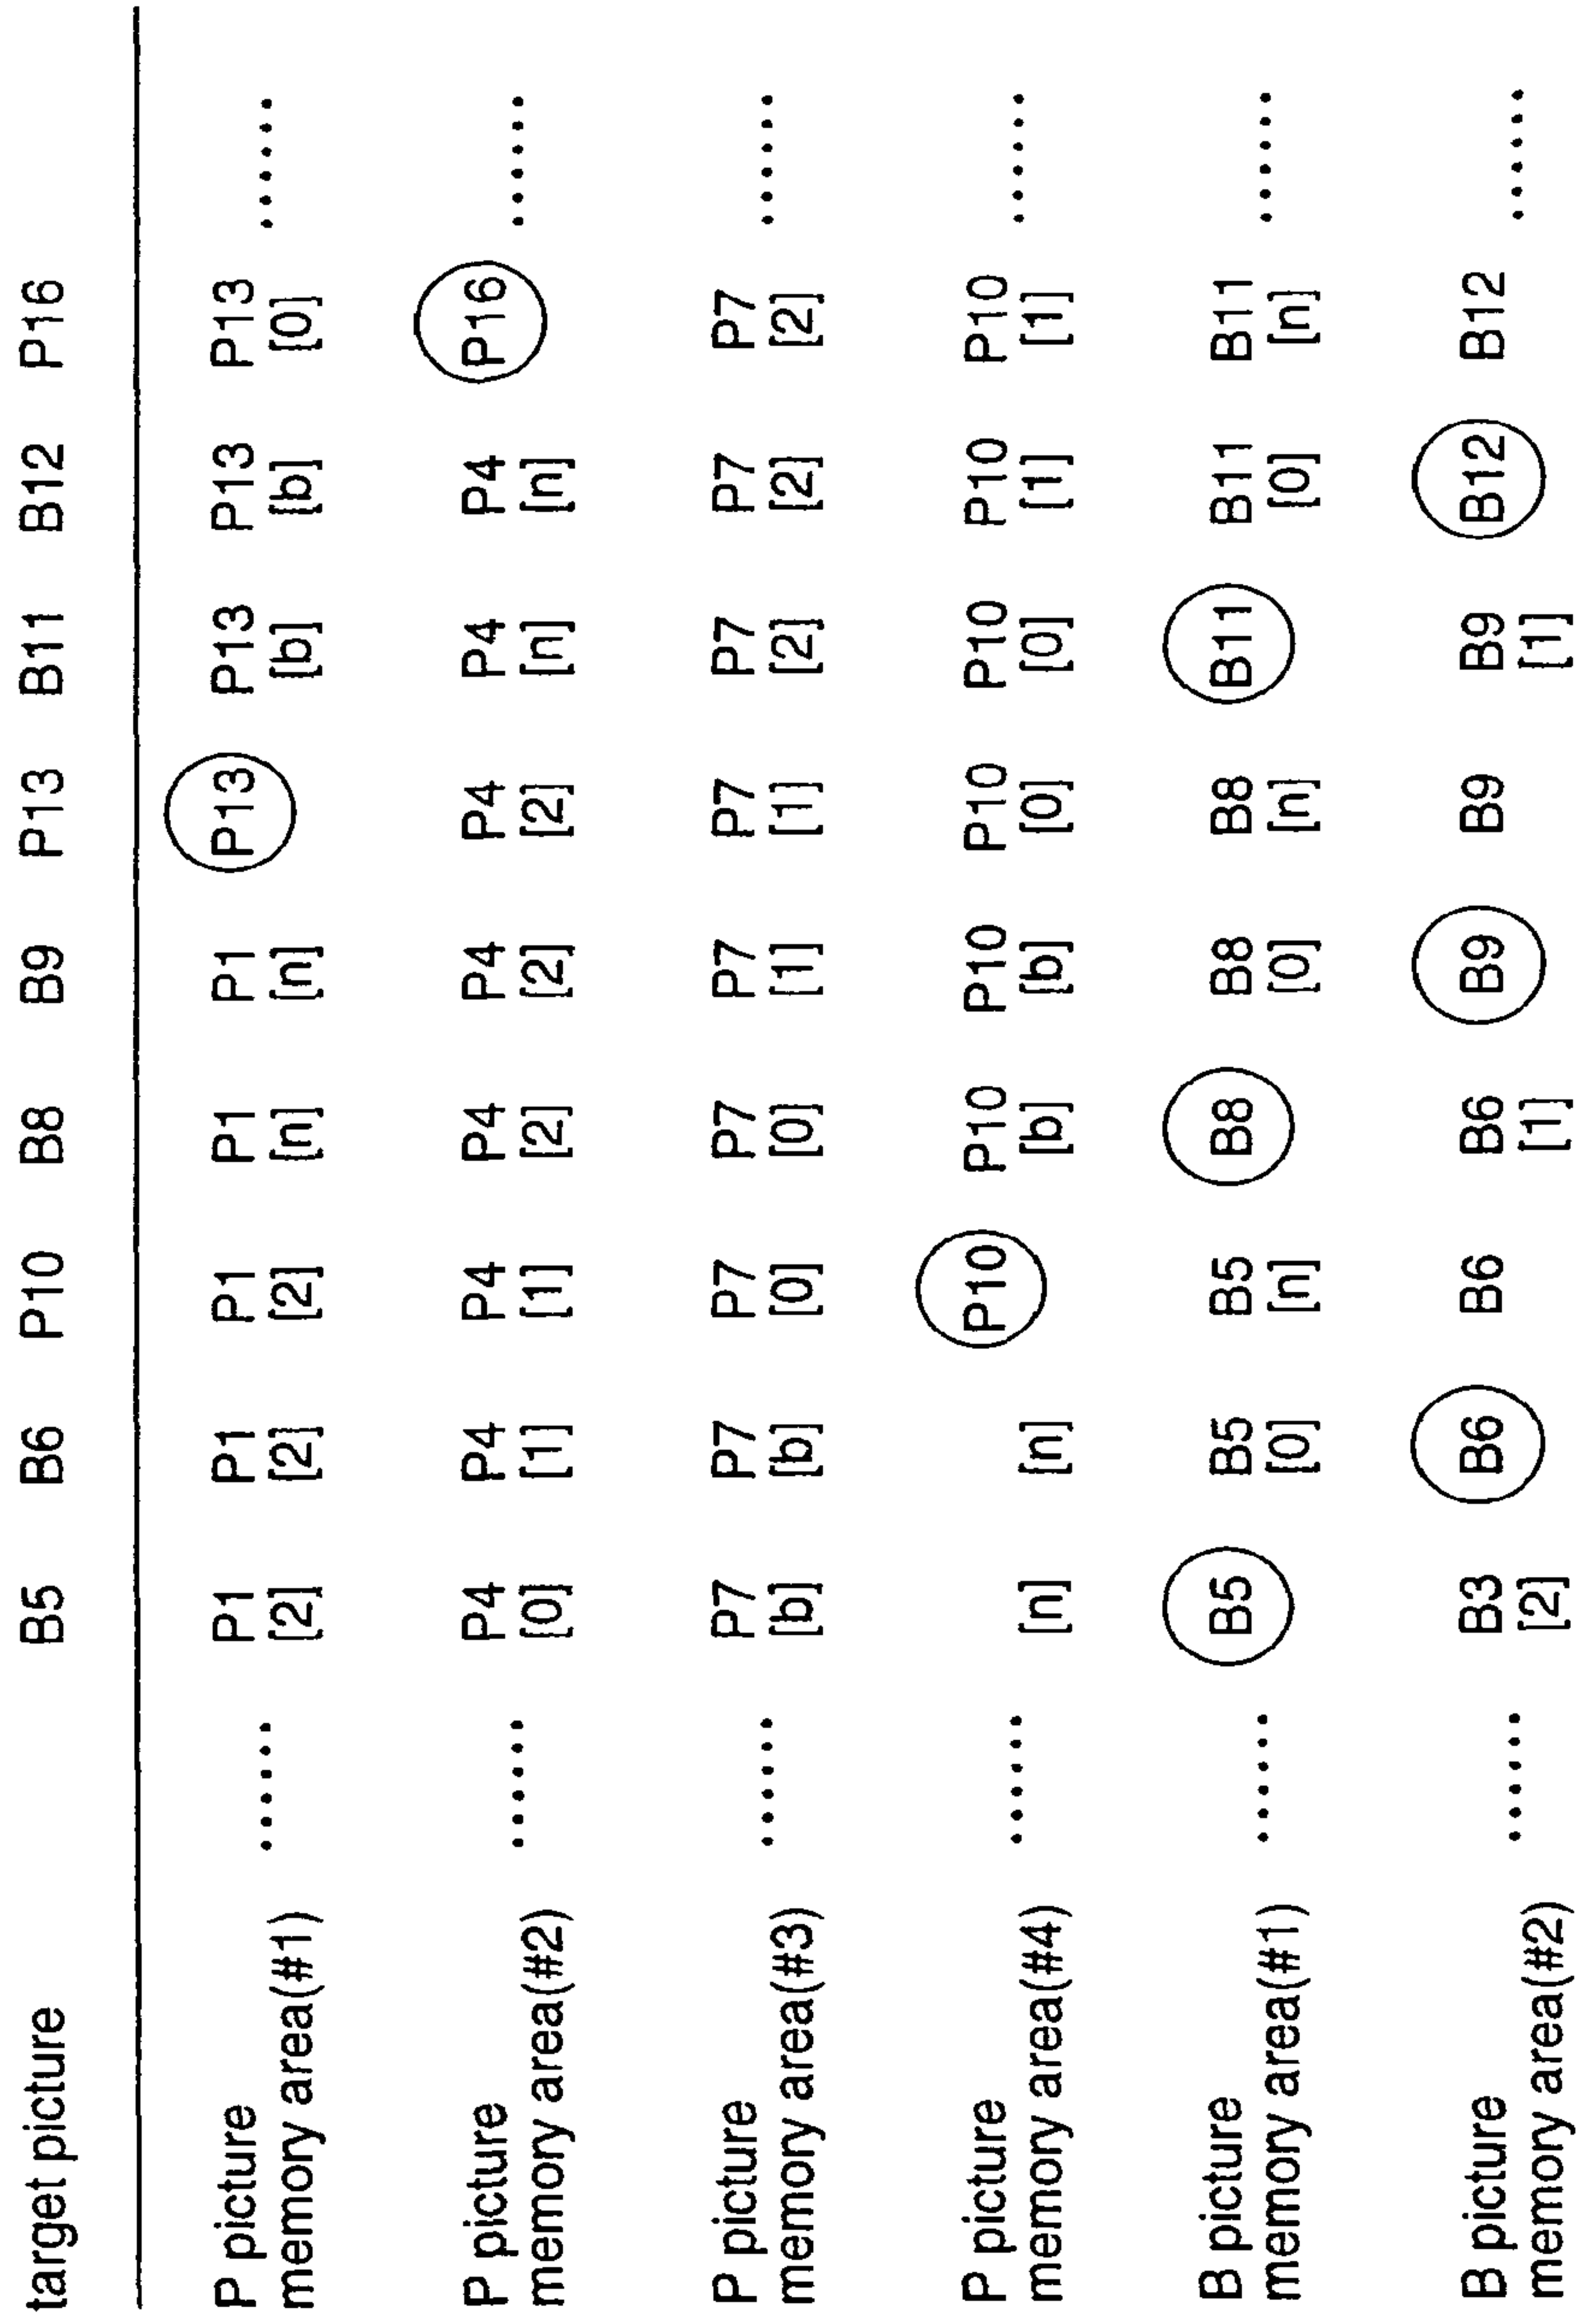 target picture B5 B6 P10 B8 B9 P13 B11 B12 P16
P picture P1 P1 P1 P1 P1 P13 P13 P13 P13
memory area(#1) ...... [2] [2] [2] [n] [n] [b] [b] [0] ......
P picture P4 P4 P4 P4 P4 P4 P4 P4 P16
memory area(#2) ...... [0] [1] [1] [2] [2] [2] [n] [n] ......
P picture P7 P7 P7 P7 P7 P7 P7 P7 P7
memory area(#3) ...... [b] [b] [0] [0] [1] [1] [2] [2] [2] ......
P picture P10 P10 P10 P10 P10 P10 P10
memory area(#4) ...... [n] [n] [b] [b] [0] [0] [1] [1] ......
B picture B5 B5 B5 B8 B8 B8 B11 B11 B11
memory area(#1) ...... [0] [n] [0] [n] [0] [n] ......
B picture B3 B6 B6 B6 B9 B9 B9 B12 B12
memory area(#2) ...... [2] [1] [1] ......